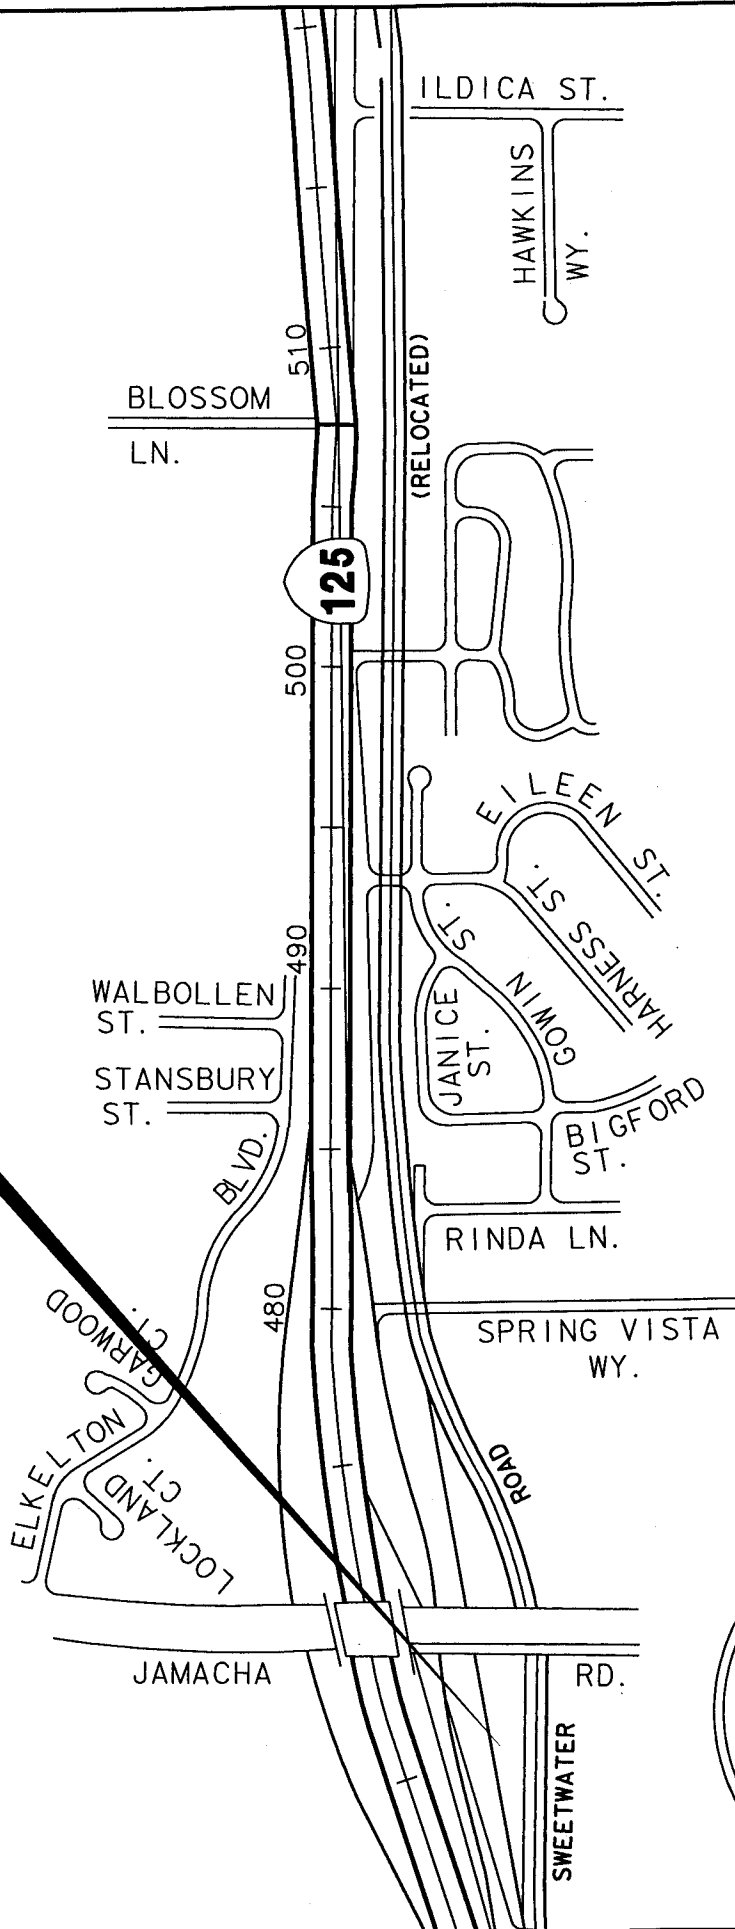 ILDICA ST.
HAWKINS
WY.
510
(RELOCATED)
BLOSSOM
LN.
125
500
EILEEN ST.
HARNESS ST.
490
WALBOLLEN
ST.
GOWIN ST.
JANICE
ST.
STANSBURY
ST.
BIGFORD
ST.
BLVD.
RINDA LN.
480
GARWOOD
CT.
SPRING VISTA
WY.
ELKELTON
LOCKLAND
CT.
ROAD
JAMACHA
RD.
SWEETWATER